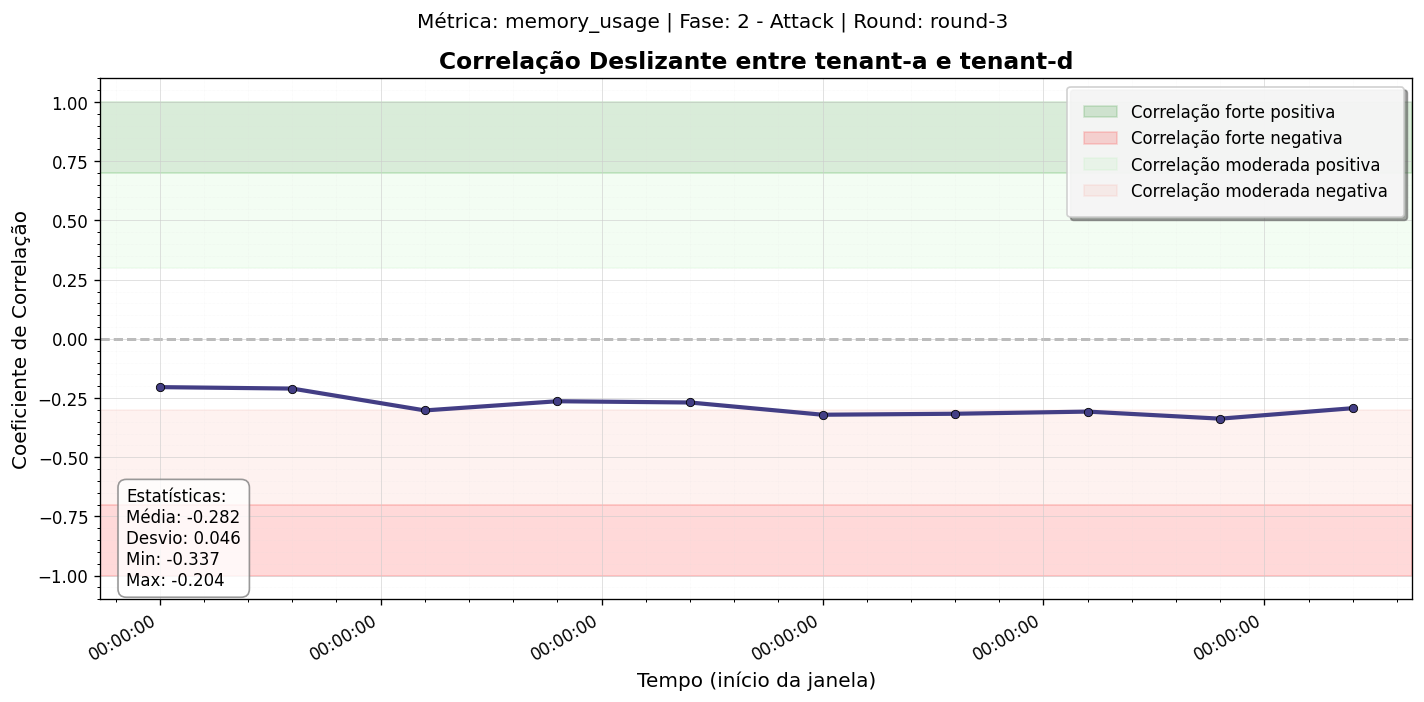 Métrica: memory_usage | Fase: 2 - Attack | Round: round-3
Correlação Deslizante entre tenant-a e tenant-d
Coeficiente de Correlação
1.00
0.75
0.50
0.25
0.00
−0.25
−0.50
−0.75
−1.00
Correlação forte positiva
Correlação forte negativa
Correlação moderada positiva
Correlação moderada negativa
Estatísticas:
Média: -0.282
Desvio: 0.046
Min: -0.337
Max: -0.204
00:00:00
00:00:00
00:00:00
00:00:00
00:00:00
00:00:00
Tempo (início da janela)